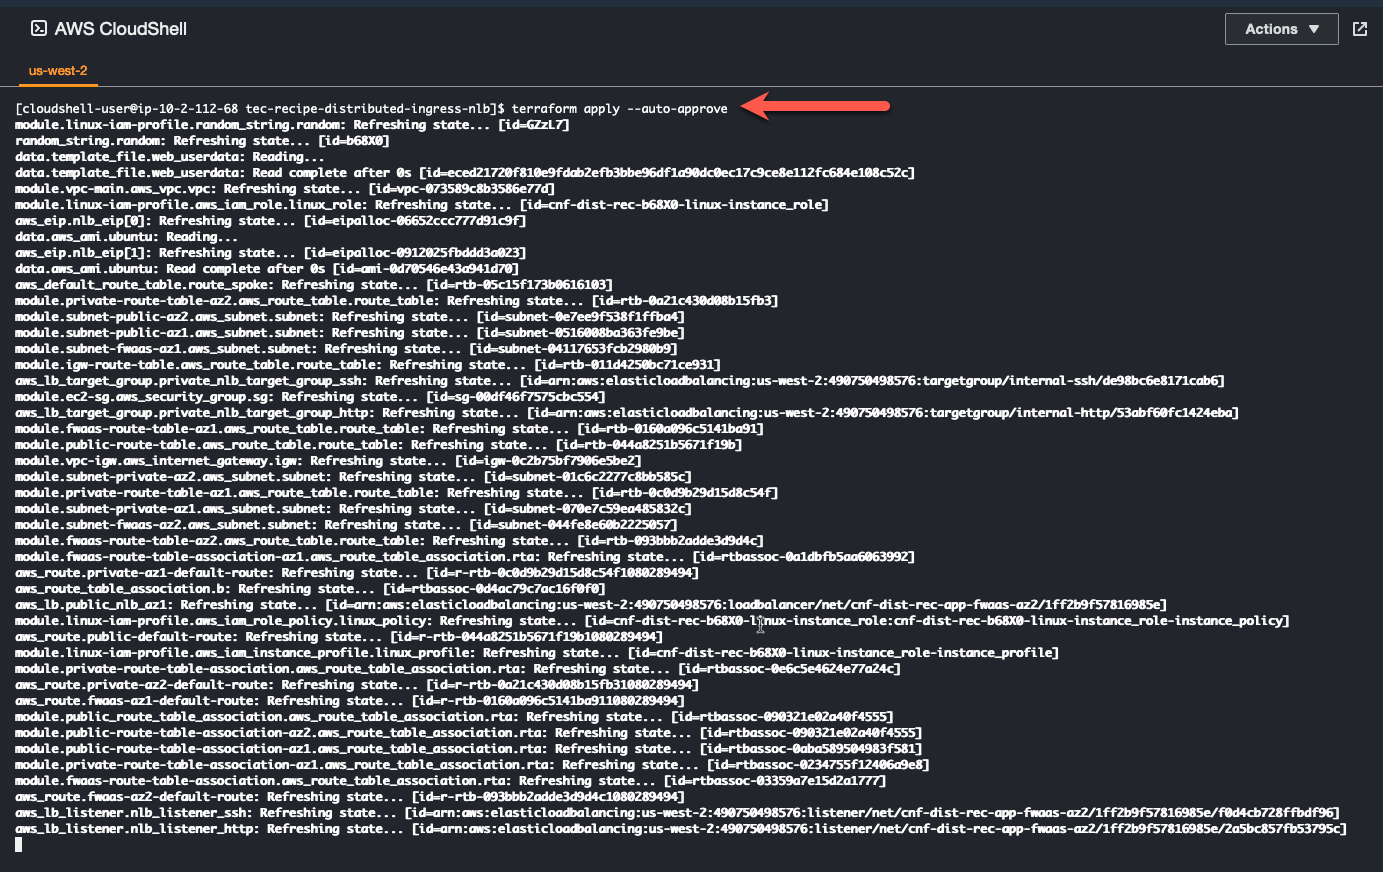 AWS CloudShell
Actions ▼
us-west-2
[cloudshell-user@ip-10-2-112-68 tec-recipe-distributed-ingress-nlb]$ terraform apply --auto-approve
module.linux-iam-profile.random_string.random: Refreshing state... [id=GZzL7]
random_string.random: Refreshing state... [id=b68X0]
data.template_file.web_userdata: Reading...
data.template_file.web_userdata: Read complete after 0s [id=eced21720f810e9fdab2efb3bbe96df1a90dc0ec17c9ce8e112fc684e108c52c]
module.vpc-main.aws_vpc.vpc: Refreshing state... [id=vpc-073589c8b3586e77d]
module.linux-iam-profile.aws_iam_role.linux_role: Refreshing state... [id=cnf-dist-rec-b68X0-linux-instance_role]
aws_eip.nlb_eip[0]: Refreshing state... [id=eipalloc-06652ccc777d91c9f]
data.aws_ami.ubuntu: Reading...
aws_eip.nlb_eip[1]: Refreshing state... [id=eipalloc-0912025fbddd3a023]
data.aws_ami.ubuntu: Read complete after 0s [id=ami-0d70546e43a941d70]
aws_default_route_table.route_spoke: Refreshing state... [id=rtb-05c15f173b0616103]
module.private-route-table-az2.aws_route_table.route_table: Refreshing state... [id=rtb-0a21c430d08b15fb3]
module.subnet-public-az2.aws_subnet.subnet: Refreshing state... [id=subnet-0e7ee9f538f1ffba4]
module.subnet-public-az1.aws_subnet.subnet: Refreshing state... [id=subnet-0516008ba363fe9be]
module.subnet-fwaas-az1.aws_subnet.subnet: Refreshing state... [id=subnet-04117653fcb2980b9]
module.igw-route-table.aws_route_table.route_table: Refreshing state... [id=rtb-011d4250bc71ce931]
aws_lb_target_group.private_nlb_target_group_ssh: Refreshing state... [id=arn:aws:elasticloadbalancing:us-west-2:490750498576:targetgroup/internal-ssh/de98bc6e8171cab6]
module.ec2-sg.aws_security_group.sg: Refreshing state... [id=sg-00df46f7575cbc554]
aws_lb_target_group.private_nlb_target_group_http: Refreshing state... [id=arn:aws:elasticloadbalancing:us-west-2:490750498576:targetgroup/internal-http/53abf60fc1424eba]
module.fwaas-route-table-az1.aws_route_table.route_table: Refreshing state... [id=rtb-0160a096c5141ba91]
module.public-route-table.aws_route_table.route_table: Refreshing state... [id=rtb-044a8251b5671f19b]
module.vpc-igw.aws_internet_gateway.igw: Refreshing state... [id=igw-0c2b75bf7906e5be2]
module.subnet-private-az2.aws_subnet.subnet: Refreshing state... [id=subnet-01c6c2277c8bb585c]
module.private-route-table-az1.aws_route_table.route_table: Refreshing state... [id=rtb-0c0d9b29d15d8c54f]
module.subnet-private-az1.aws_subnet.subnet: Refreshing state... [id=subnet-070e7c59ea485832c]
module.subnet-fwaas-az2.aws_subnet.subnet: Refreshing state... [id=subnet-044fe8e60b2225057]
module.fwaas-route-table-az2.aws_route_table.route_table: Refreshing state... [id=rtb-093bbb2adde3d9d4c]
module.fwaas-route-table-association-az1.aws_route_table_association.rta: Refreshing state... [id=rtbassoc-0a1dbfb5aa6063992]
aws_route.private-az1-default-route: Refreshing state... [id=r-rtb-0c0d9b29d15d8c54f1080289494]
aws_route_table_association.b: Refreshing state... [id=rtbassoc-0d4ac79c7ac16f0f0]
aws_lb.public_nlb_az1: Refreshing state... [id=arn:aws:elasticloadbalancing:us-west-2:490750498576:loadbalancer/net/cnf-dist-rec-app-fwaas-az2/1ff2b9f57816985e]
module.linux-iam-profile.aws_iam_role_policy.linux_policy: Refreshing state... [id=cnf-dist-rec-b68X0-linux-instance_role:cnf-dist-rec-b68X0-linux-instance_role-instance_policy]
aws_route.public-default-route: Refreshing state... [id=r-rtb-044a8251b5671f19b1080289494]
module.linux-iam-profile.aws_iam_instance_profile.linux_profile: Refreshing state... [id=cnf-dist-rec-b68X0-linux-instance_role-instance_profile]
module.private-route-table-association.aws_route_table_association.rta: Refreshing state... [id=rtbassoc-0e6c5e4624e77a24c]
aws_route.private-az2-default-route: Refreshing state... [id=r-rtb-0a21c430d08b15fb31080289494]
aws_route.fwaas-az1-default-route: Refreshing state... [id=r-rtb-0160a096c5141ba911080289494]
module.public_route_table_association.aws_route_table_association.rta: Refreshing state... [id=rtbassoc-090321e02a40f4555]
module.public-route-table-association-az2.aws_route_table_association.rta: Refreshing state... [id=rtbassoc-090321e02a40f4555]
module.public-route-table-association-az1.aws_route_table_association.rta: Refreshing state... [id=rtbassoc-0aba589504983f581]
module.private-route-table-association-az1.aws_route_table_association.rta: Refreshing state... [id=rtbassoc-0234755f12406a9e8]
module.fwaas-route-table-association.aws_route_table_association.rta: Refreshing state... [id=rtbassoc-03359a7e15d2a1777]
aws_route.fwaas-az2-default-route: Refreshing state... [id=r-rtb-093bbb2adde3d9d4c1080289494]
aws_lb_listener.nlb_listener_ssh: Refreshing state... [id=arn:aws:elasticloadbalancing:us-west-2:490750498576:listener/net/cnf-dist-rec-app-fwaas-az2/1ff2b9f57816985e/f0d4cb728ffbdf96]
aws_lb_listener.nlb_listener_http: Refreshing state... [id=arn:aws:elasticloadbalancing:us-west-2:490750498576:listener/net/cnf-dist-rec-app-fwaas-az2/1ff2b9f57816985e/2a5bc857fb53795c]